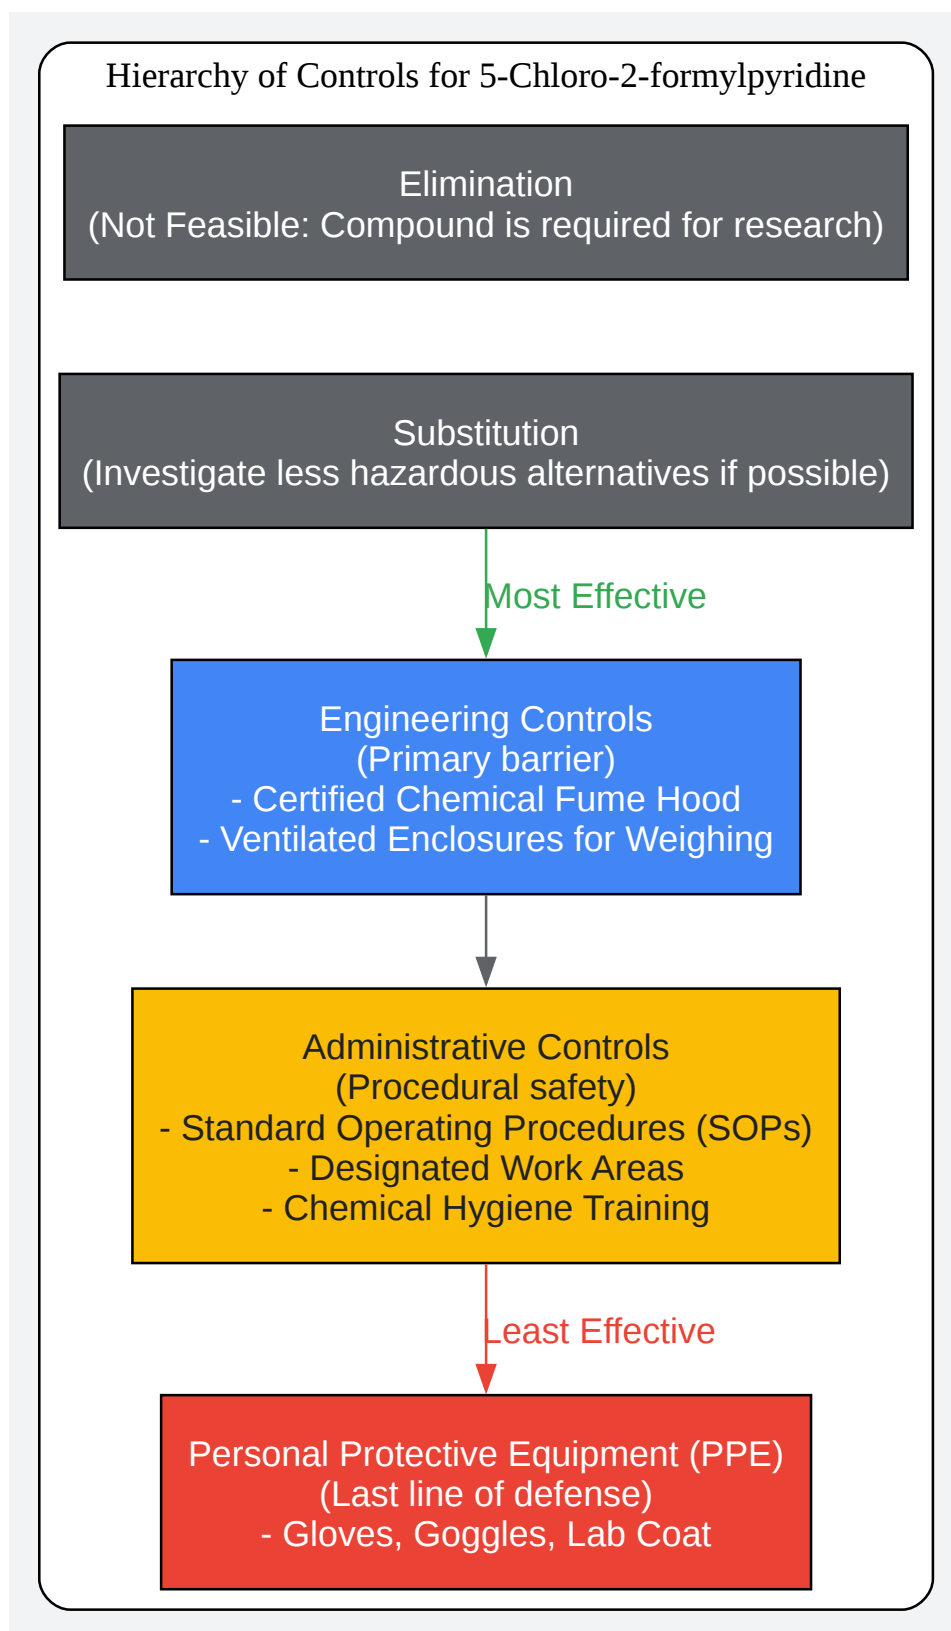 Hierarchy of Controls for 5-Chloro-2-formylpyridine
Elimination
(Not Feasible: Compound is required for research)
Substitution
(Investigate less hazardous alternatives if possible)
Most Effective
Engineering Controls
(Primary barrier)
- Certified Chemical Fume Hood
- Ventilated Enclosures for Weighing
Administrative Controls
(Procedural safety)
- Standard Operating Procedures (SOPs)
- Designated Work Areas
- Chemical Hygiene Training
Least Effective
Personal Protective Equipment (PPE)
(Last line of defense)
- Gloves, Goggles, Lab Coat